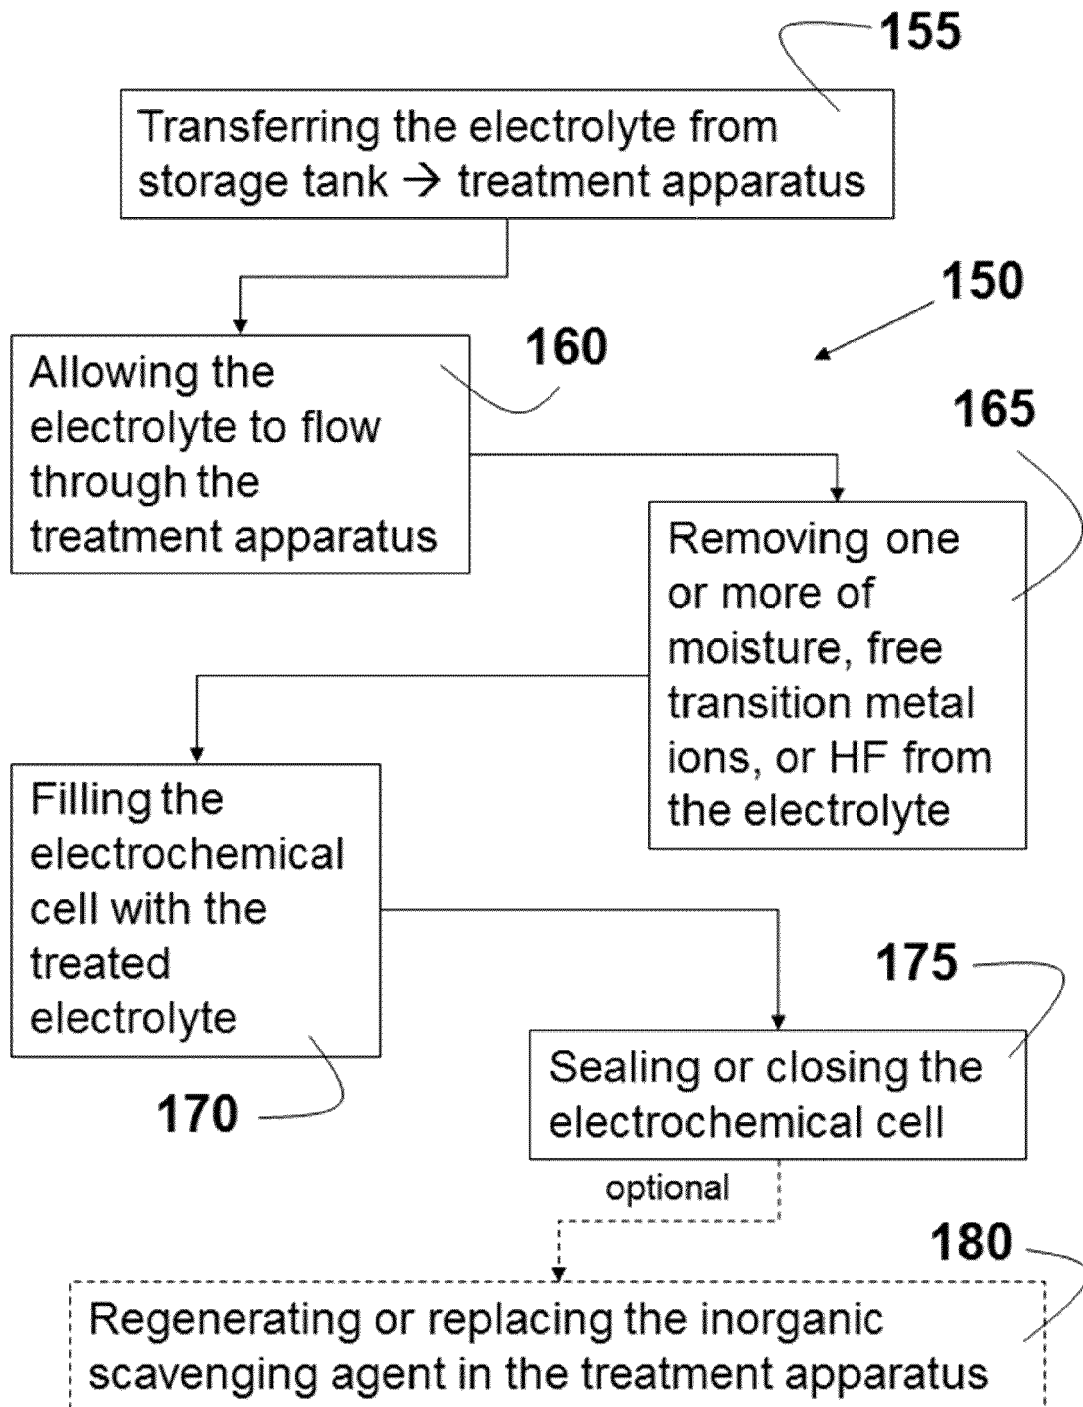 155
Transferring the electrolyte from
storage tank → treatment apparatus
150
160
Allowing the
electrolyte to flow
through the
treatment apparatus
165
Removing one
or more of
moisture, free
transition metal
ions, or HF from
the electrolyte
Filling the
electrochemical
cell with the
treated
electrolyte
170
175
Sealing or closing the
electrochemical cell
optional
180
Regenerating or replacing the inorganic
scavenging agent in the treatment apparatus